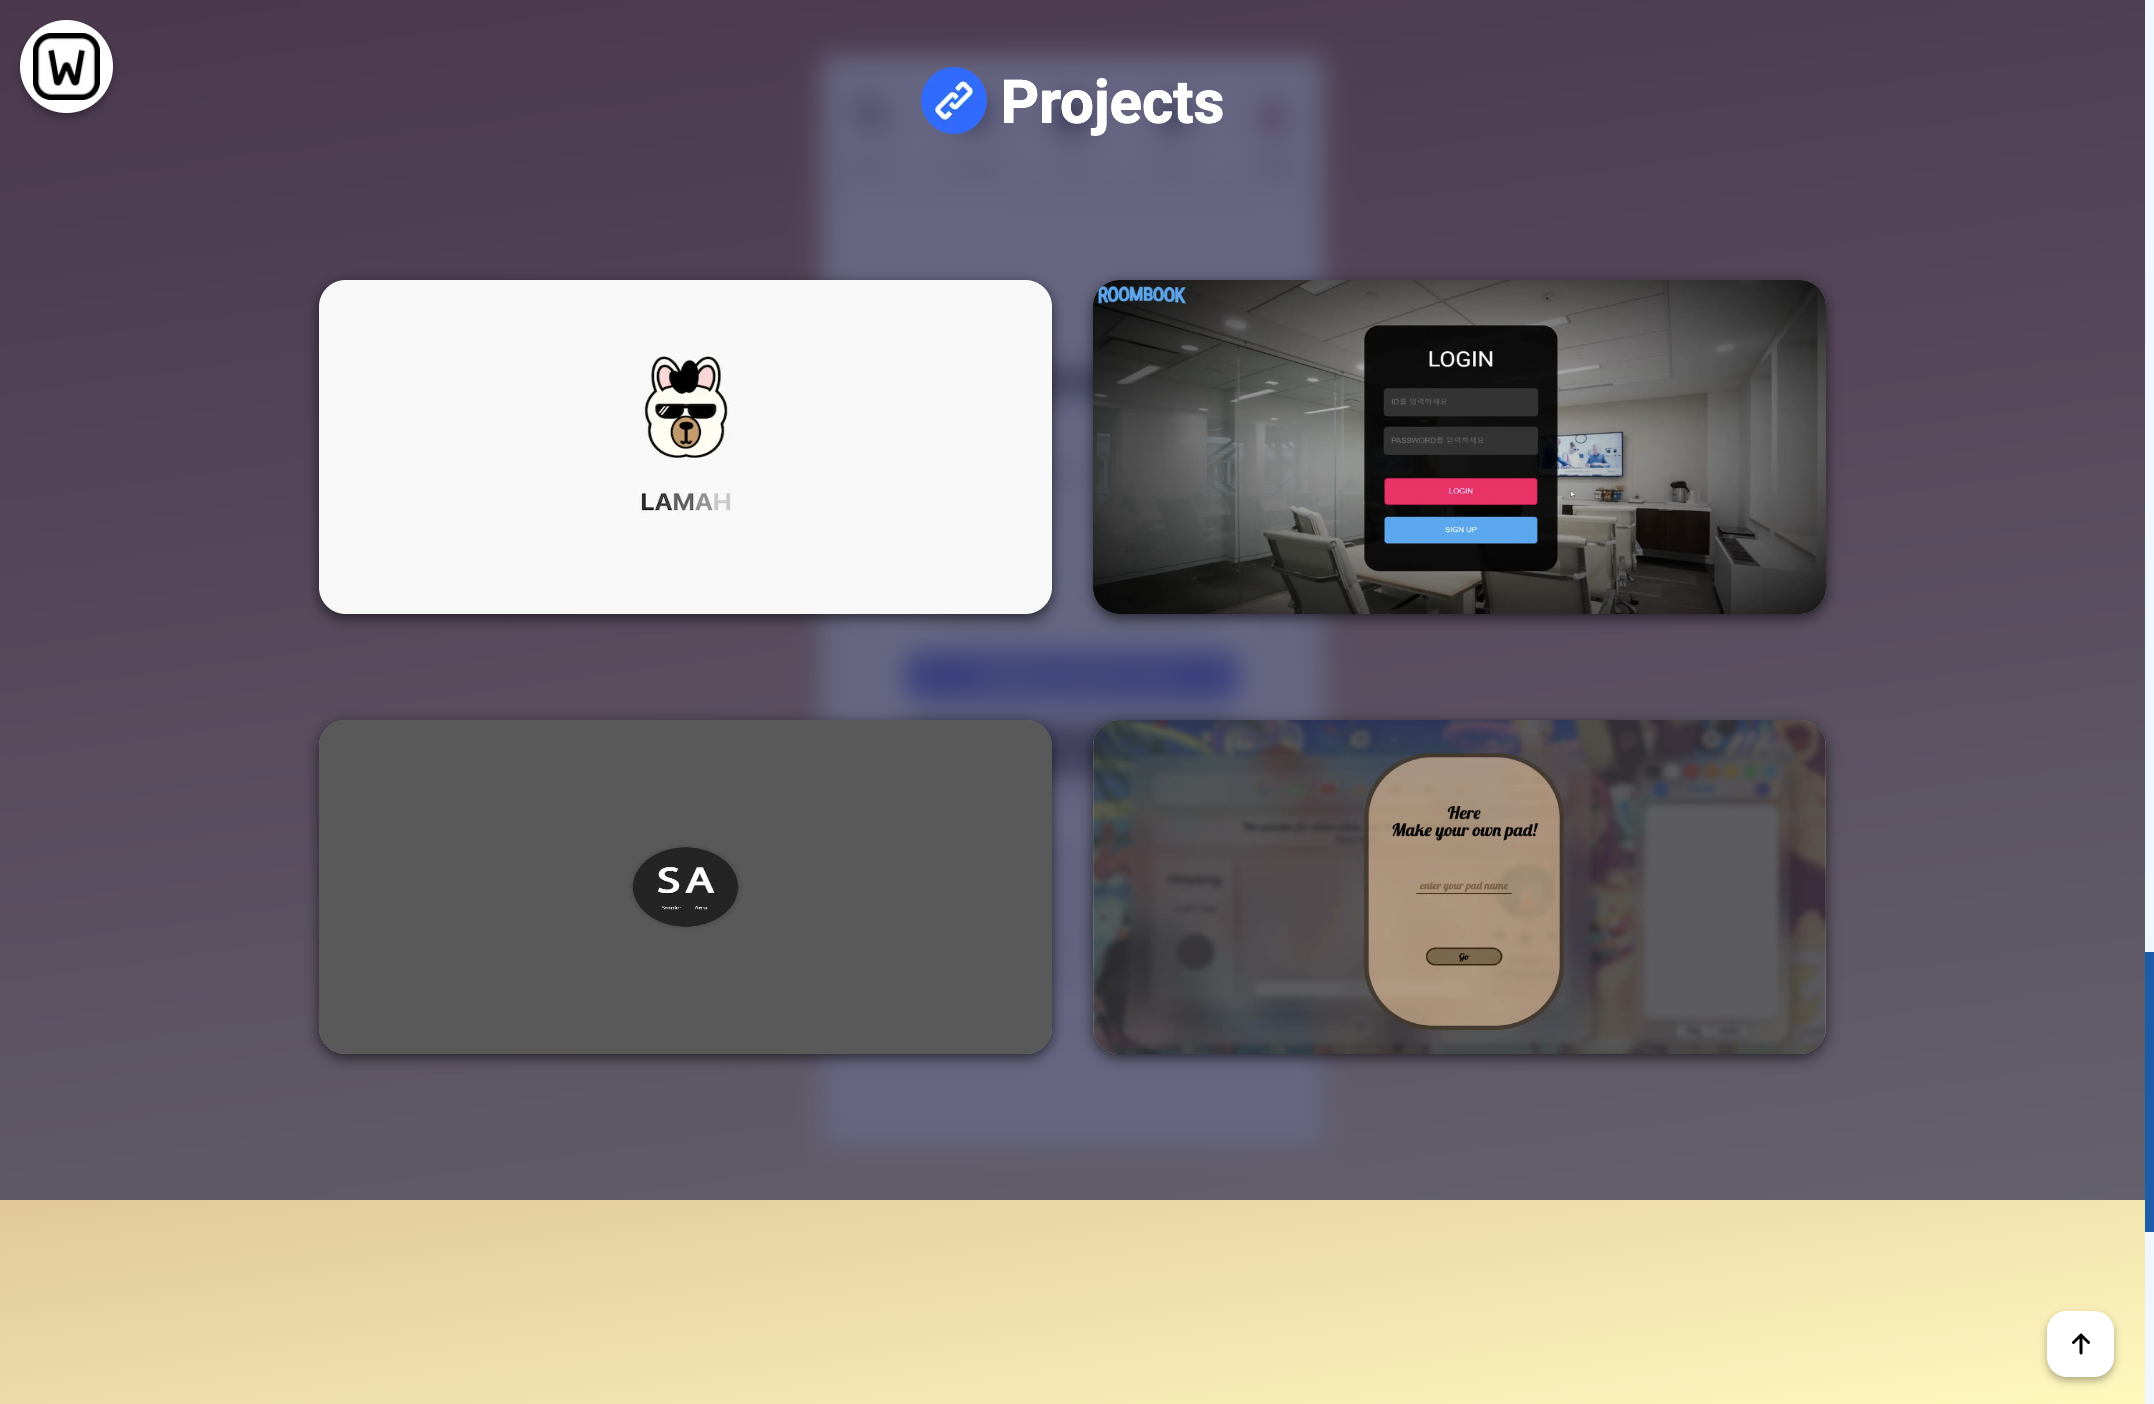 W
Projects
LAMAH
ROOMBOOK
LOGIN
ID를 입력하세요
PASSWORD를 입력하세요
LOGIN
SIGN UP
SA
Here
Make your own pad!
enter your pad name
Go